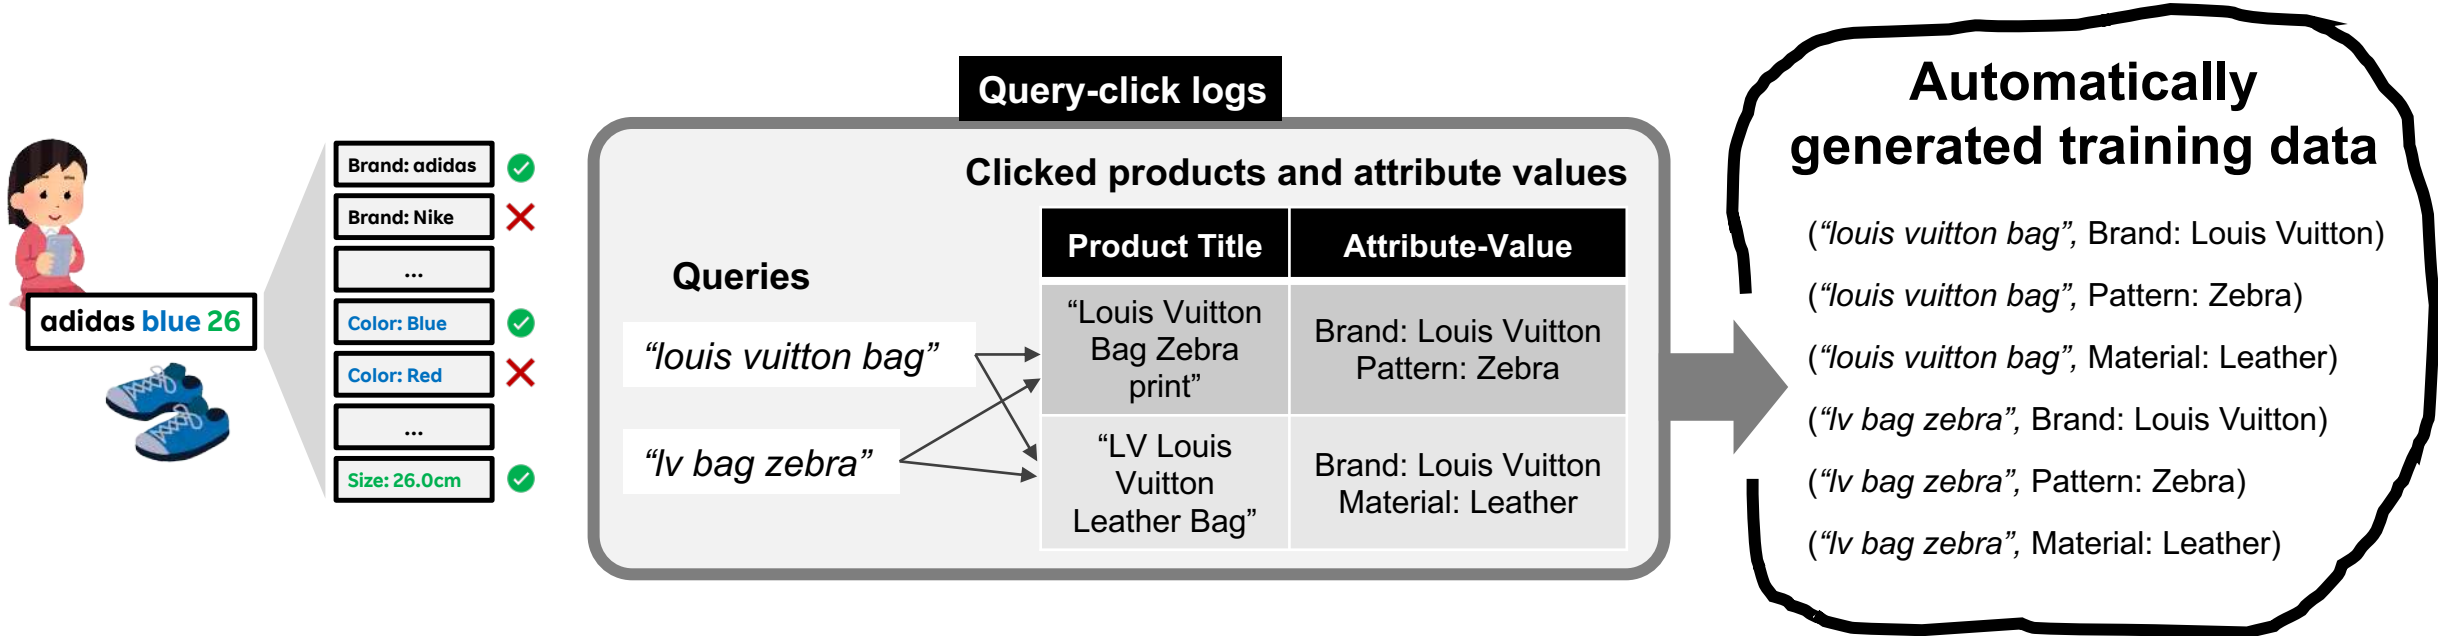 adidas blue 26
Brand: adidas
Brand: Nike
...
Color: Blue
Color: Red
...
Size: 26.0cm
Query-click logs
Clicked products and attribute values
Queries
“louis vuitton bag”
“lv bag zebra”
Product Title
Attribute-Value
“Louis Vuitton
Bag Zebra
print”
Brand: Louis Vuitton
Pattern: Zebra
“LV Louis
Vuitton
Leather Bag”
Brand: Louis Vuitton
Material: Leather
Automatically
generated training data
(“louis vuitton bag”, Brand: Louis Vuitton)
(“louis vuitton bag”, Pattern: Zebra)
(“louis vuitton bag”, Material: Leather)
(“lv bag zebra”, Brand: Louis Vuitton)
(“lv bag zebra”, Pattern: Zebra)
(“lv bag zebra”, Material: Leather)